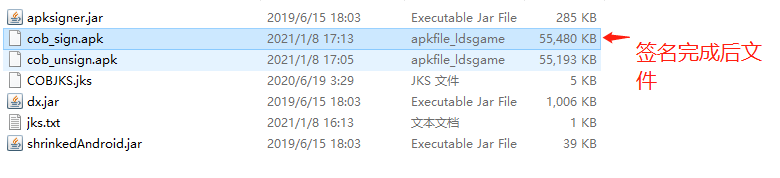 apksigner.jar 2019/6/15 18:03 Executable Jar File 285 KB
cob_sign.apk 2021/1/8 17:13 apkfile_ldsgame 55,480 KB
cob_unsign.apk 2021/1/8 17:05 apkfile_ldsgame 55,193 KB
COBJKS.jks 2020/6/19 3:29 JKS 文件 5 KB
dx.jar 2019/6/15 18:03 Executable Jar File 1,006 KB
jks.txt 2021/1/8 16:13 文本文档 1 KB
shrinkedAndroid.jar 2019/6/15 18:03 Executable Jar File 39 KB
签名完成后文
件